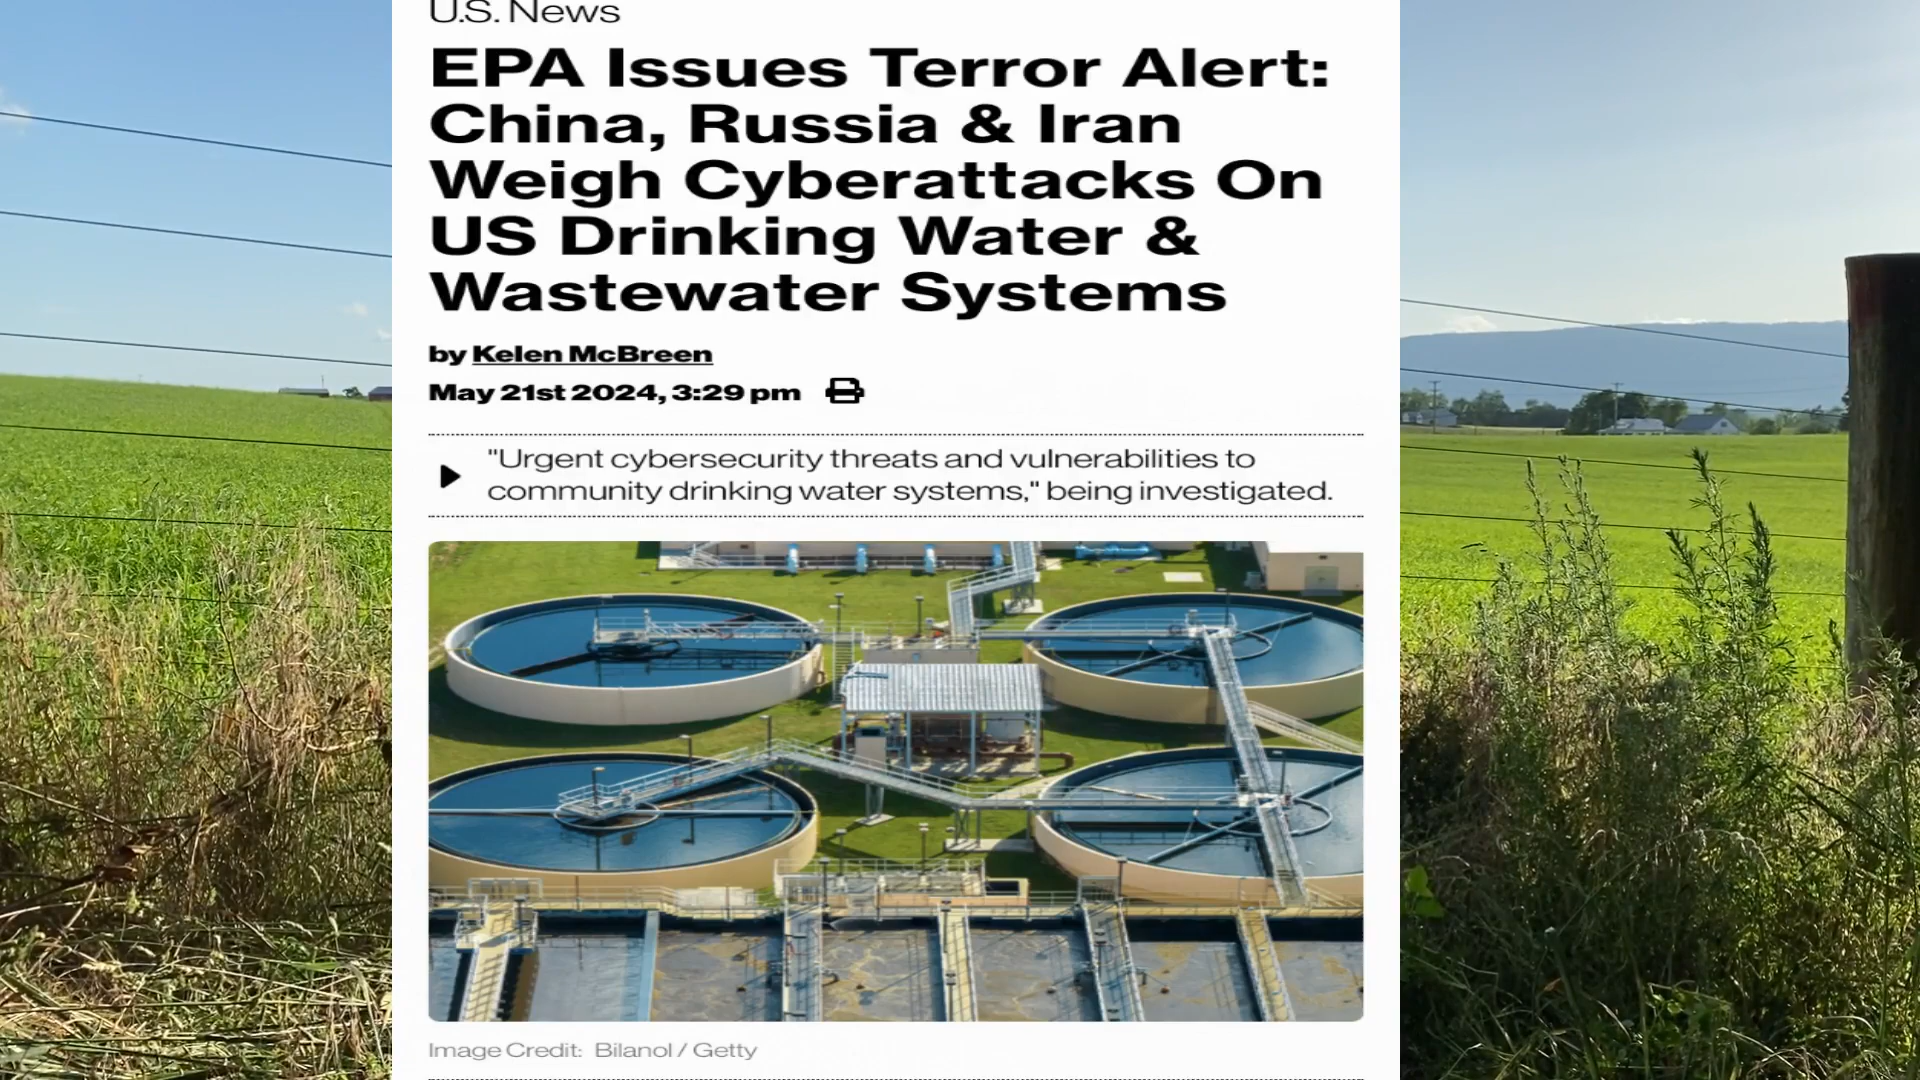 U.S. News
EPA Issues Terror Alert:
China, Russia & Iran
Weigh Cyberattacks On
US Drinking Water &
Wastewater Systems
by Kelen McBreen
May 21st 2024, 3:29 pm
"Urgent cybersecurity threats and vulnerabilities to
community drinking water systems," being investigated.
Image Credit: Bilanol / Getty